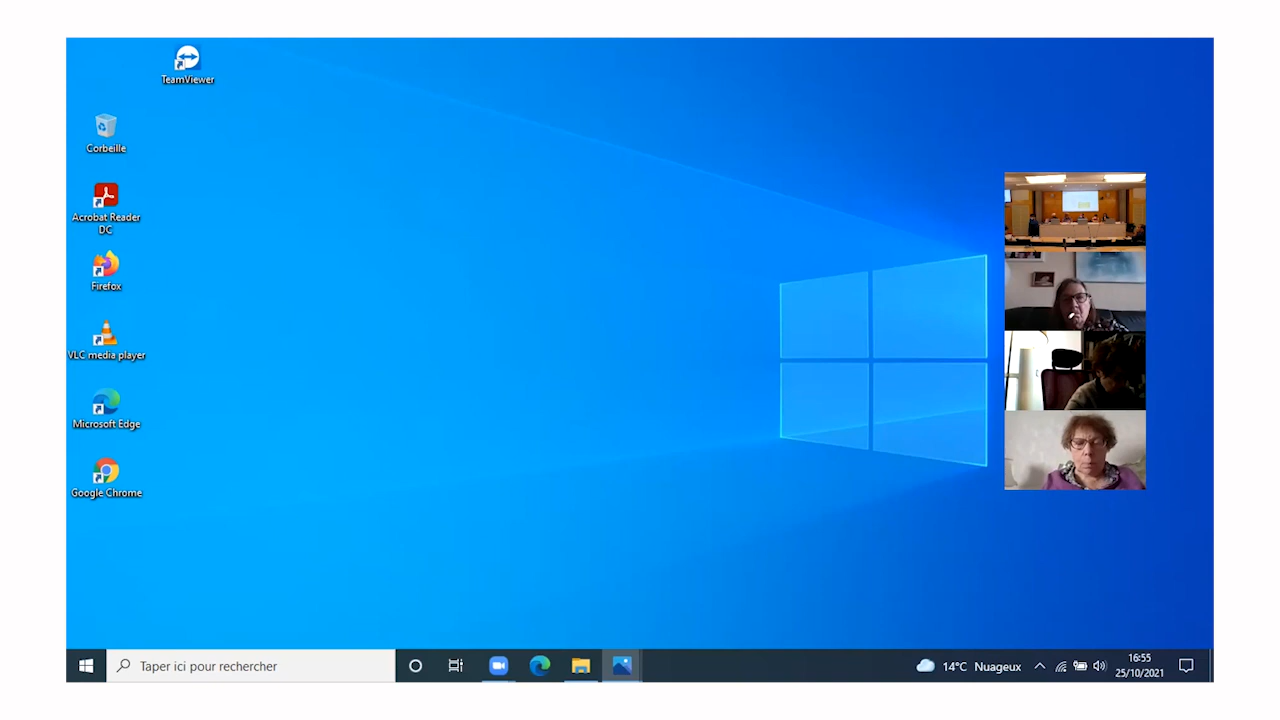 TeamViewer
Corbeille
Acrobat Reader
DC
Firefox
VLC media player
Microsoft Edge
Google Chrome
Taper ici pour rechercher
14°C Nuageux
16:55
25/10/2021